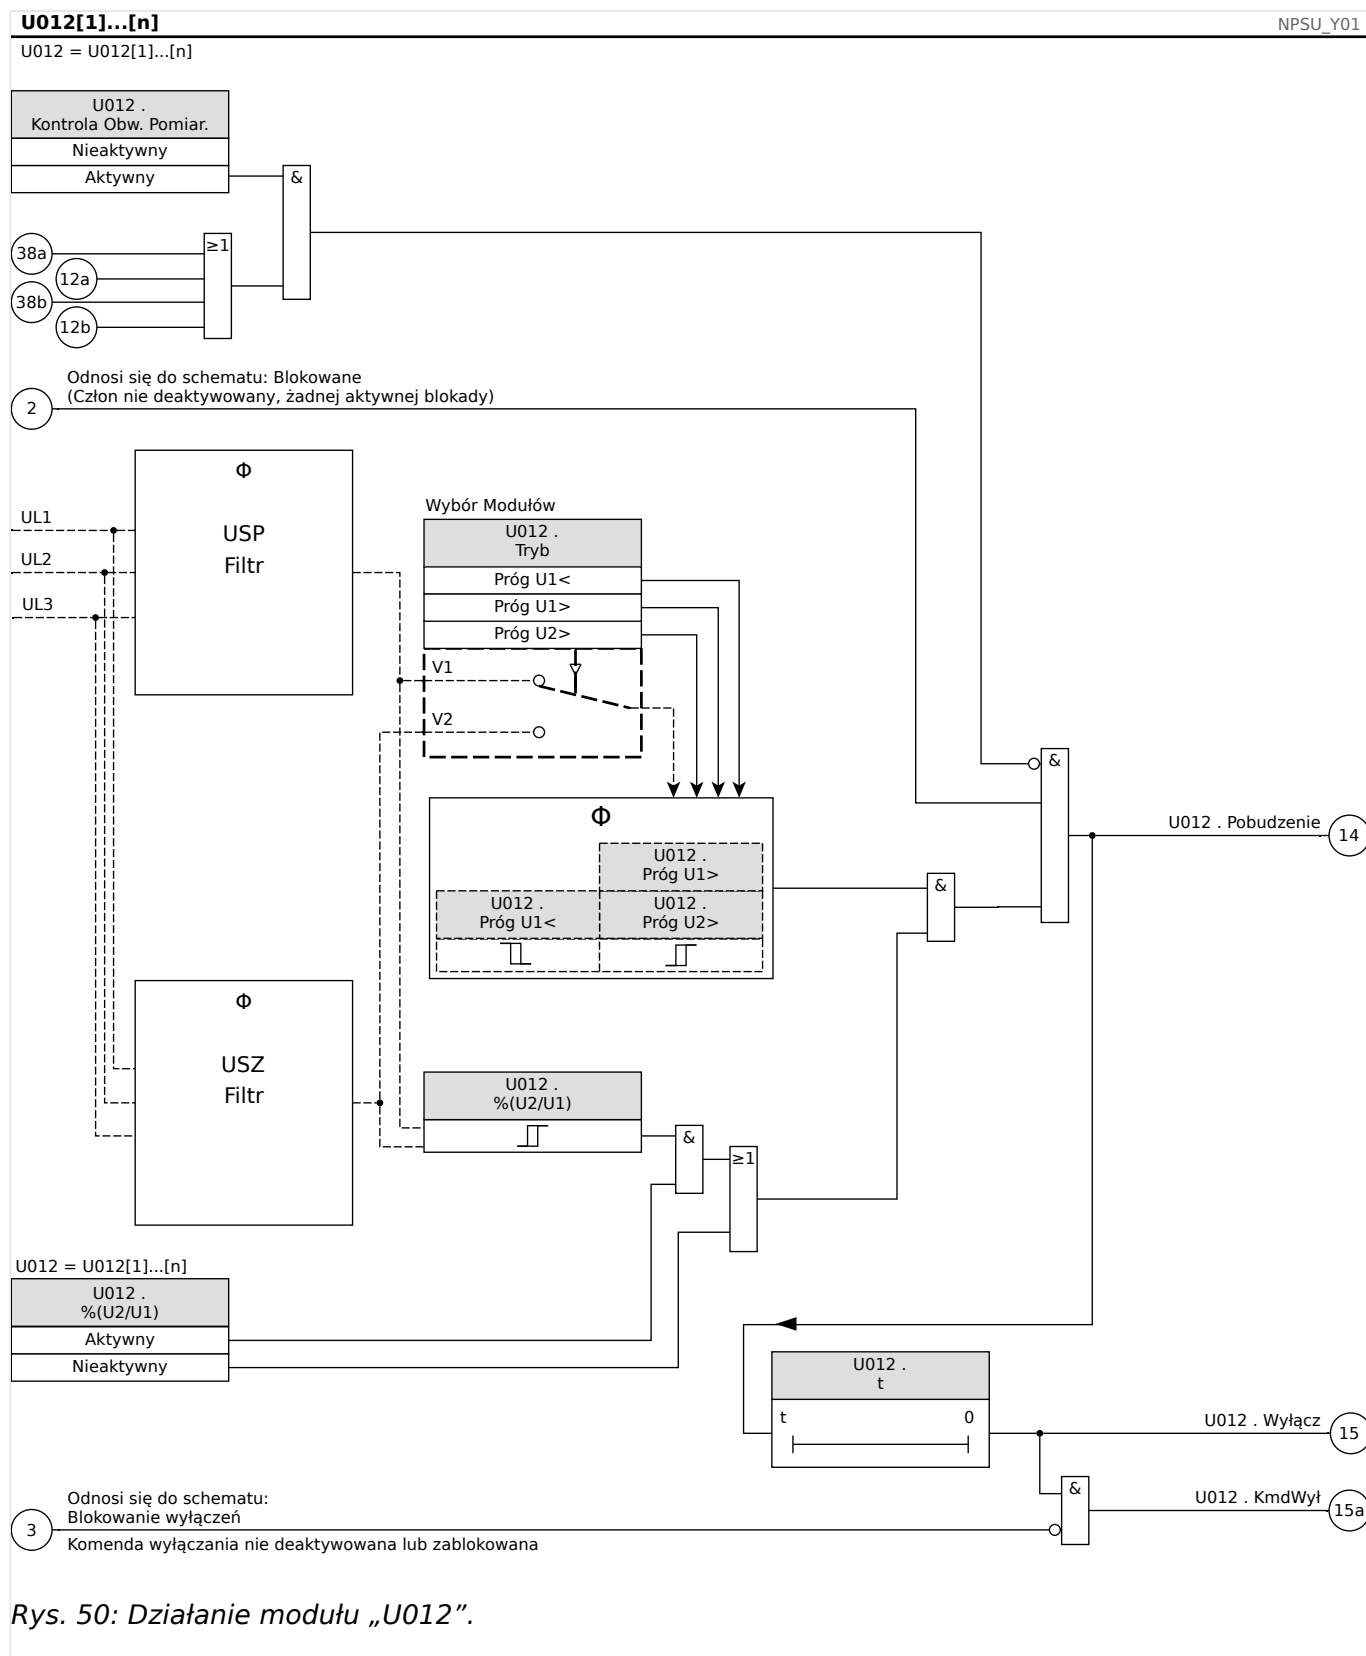 U012[1]...[n]
NPSU_Y01
U012 = U012[1]...[n]
U012 .
Kontrola Obw. Pomiar.
Nieaktywny
Aktywny
&
≥1
38a
12a
38b
12b
Odnosi się do schematu: Blokowane
(Człon nie deaktywowany, żadnej aktywnej blokady)
2
Φ
USP
Filtr
UL1
UL2
UL3
Wybór Modułów
U012 .
Tryb
Próg U1<
Próg U1>
Próg U2>
V1
V2
&
U012 . Pobudzenie
14
Φ
U012 .
Próg U1>
U012 .
Próg U1<
U012 .
Próg U2>
&
Φ
USZ
Filtr
U012 .
%(U2/U1)
&
≥1
U012 = U012[1]...[n]
U012 .
%(U2/U1)
Aktywny
Nieaktywny
U012 .
t
t
0
U012 . Wyłącz
15
&
U012 . KmdWył
15a
Odnosi się do schematu:
Blokowanie wyłączeń
3
Komenda wyłączania nie deaktywowana lub zablokowana
Rys. 50: Działanie modułu „U012”.